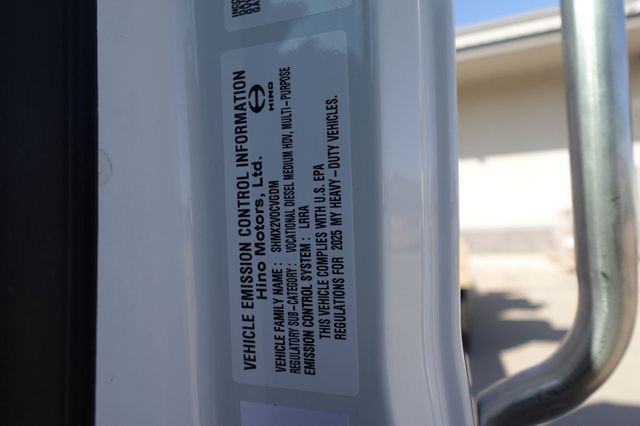 VEHICLE EMISSION CONTROL INFORMATION
Hino Motors, Ltd.
HINO
VEHICLE FAMILY NAME : SHMX2VOCVGDM
REGULATORY SUB-CATEGORY : VOCATIONAL DIESEL MEDIUM HDV, MULTI-PURPOSE
EMISSION CONTROL SYSTEM : LRRA
THIS VEHICLE COMPLIES WITH U.S. EPA
REGULATIONS FOR 2025 MY HEAVY-DUTY VEHICLES.